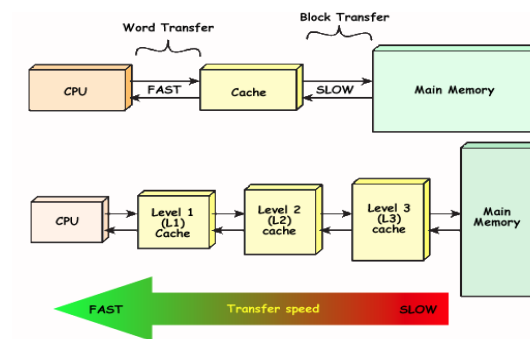 Word Transfer
Block Transfer
CPU
FAST
Cache
SLOW
Main Memory
CPU
Level 1
(L1)
Cache
Level 2
(L2)
cache
Level 3
(L3)
cache
Main
Memory
FAST
Transfer speed
SLOW